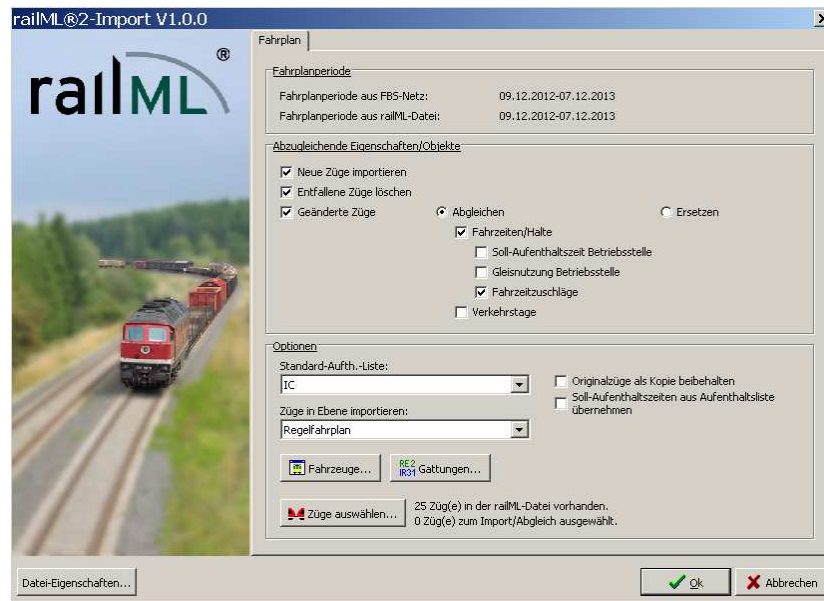 railML®2-Import V1.0.0
railML®
Fahrplan
Fahrplanperiode
Fahrplanperiode aus FBS-Netz: 09.12.2012-07.12.2013
Fahrplanperiode aus railML-Datei: 09.12.2012-07.12.2013
Abzugleichende Eigenschaften/Objekte
Neue Züge importieren
Entfallene Züge löschen
Geänderte Züge Abgleichen Ersetzen
Fahrzeiten/Halte
Soll-Aufenthaltszeit Betriebsstelle
Gleisnutzung Betriebsstelle
Fahrzeitzuschläge
Verkehrstage
Optionen
Standard-Aufth.-Liste:
IC
Züge in Ebene importieren:
Regelfahrplan
Originalzüge als Kopie beibehalten
Soll-Aufenthaltszeiten aus Aufenthaltsliste
übernehmen
Fahrzeuge...
RE2
IR31
Gattungen...
Züge auswählen...
25 Züg(e) in der railML-Datei vorhanden.
0 Züg(e) zum Import/Abgleich ausgewählt.
Datei-Eigenschaften...
Ok
Abbrechen